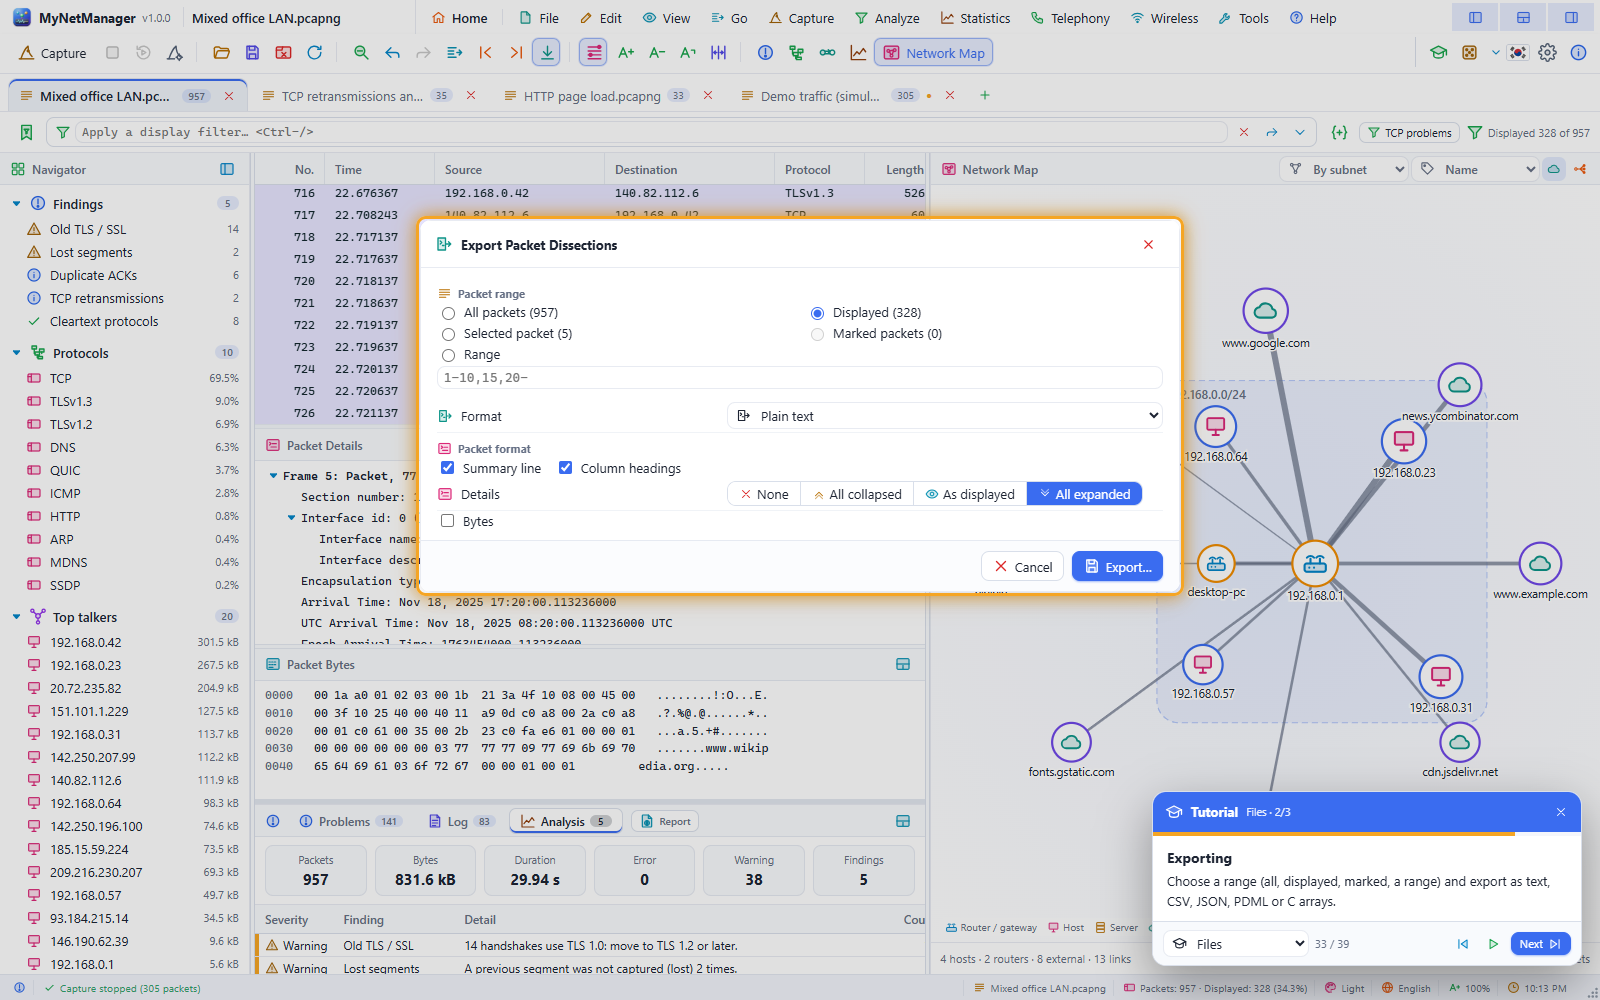 MyNetManager v1.0.0 Mixed office LAN.pcapng
Home File Edit View Go Capture Analyze Statistics Telephony Wireless Tools Help
Capture Network Map
Mixed office LAN.pc... 957 TCP retransmissions an... 35 HTTP page load.pcapng 33 Demo traffic (simul... 305
Apply a display filter… <Ctrl-/> TCP problems Displayed 328 of 957
Navigator
Findings 5
Old TLS / SSL 14
Lost segments 2
Duplicate ACKs 6
TCP retransmissions 2
Cleartext protocols 8
Protocols 10
TCP 69.5%
TLSv1.3 9.0%
TLSv1.2 6.9%
DNS 6.3%
QUIC 3.7%
ICMP 2.8%
HTTP 0.8%
ARP 0.4%
MDNS 0.4%
SSDP 0.2%
Top talkers 20
192.168.0.42 301.5 kB
192.168.0.23 267.5 kB
20.72.235.82 204.9 kB
151.101.1.229 127.5 kB
192.168.0.31 113.7 kB
142.250.207.99 112.2 kB
140.82.112.6 111.9 kB
192.168.0.64 98.3 kB
142.250.196.100 74.6 kB
185.15.59.224 73.5 kB
209.216.230.207 69.3 kB
192.168.0.57 49.7 kB
93.184.215.14 34.5 kB
146.190.62.39 9.6 kB
192.168.0.1 5.6 kB
No. Time Source Destination Protocol Length
716 22.676367 192.168.0.42 140.82.112.6 TLSv1.3 526
717 22.708243 140.82.112.6 192.168.0.42 TCP 60
718 22.717137
719 22.717637
720 22.718137
721 22.718637
722 22.719137
723 22.719637
724 22.720137
725 22.720637
726 22.721137
Packet Details
Frame 5: Packet, 77
Section number:
Interface id: 0 (
Interface name
Interface desc
Encapsulation typ
Arrival Time: Nov 18, 2025 17:20:00.113236000
UTC Arrival Time: Nov 18, 2025 08:20:00.113236000 UTC
Epoch Arrival Time: 1763454000.113236000
Packet Bytes
0000 00 1a a0 01 02 03 00 1b 21 3a 4f 10 08 00 45 00 ........!:O...E.
0010 00 3f 10 25 40 00 40 11 a9 0d c0 a8 00 2a c0 a8 .?.%@.@......*..
0020 00 01 c0 61 00 35 00 2b 23 c0 fa e6 01 00 00 01 ...a.5.+#.......
0030 00 00 00 00 00 00 03 77 77 77 09 77 69 6b 69 70 .......www.wikip
0040 65 64 69 61 03 6f 72 67 00 00 01 00 01 edia.org.....
Problems 141 Log 83 Analysis 5 Report
Packets 957
Bytes 831.6 kB
Duration 29.94 s
Error 0
Warning 38
Findings 5
Severity Finding Detail Cou
Warning Old TLS / SSL 14 handshakes use TLS 1.0: move to TLS 1.2 or later.
Warning Lost segments A previous segment was not captured (lost) 2 times.
Export Packet Dissections
Packet range
All packets (957) Displayed (328)
Selected packet (5) Marked packets (0)
Range
1-10,15,20-
Format Plain text
Packet format
Summary line Column headings
Details None All collapsed As displayed All expanded
Bytes
Cancel Export...
Network Map By subnet Name
www.google.com
news.ycombinator.com
2.168.0.0/24
192.168.0.64
192.168.0.23
desktop-pc
192.168.0.1
www.example.com
192.168.0.57
192.168.0.31
fonts.gstatic.com
cdn.jsdelivr.net
Router / gateway Host Server
4 hosts · 2 routers · 8 external · 13 links
Tutorial Files · 2/3
Exporting
Choose a range (all, displayed, marked, a range) and export as text,
CSV, JSON, PDML or C arrays.
Files 33 / 39 Next
Capture stopped (305 packets) Mixed office LAN.pcapng Packets: 957 · Displayed: 328 (34.3%) Light English 100% 10:13 PM